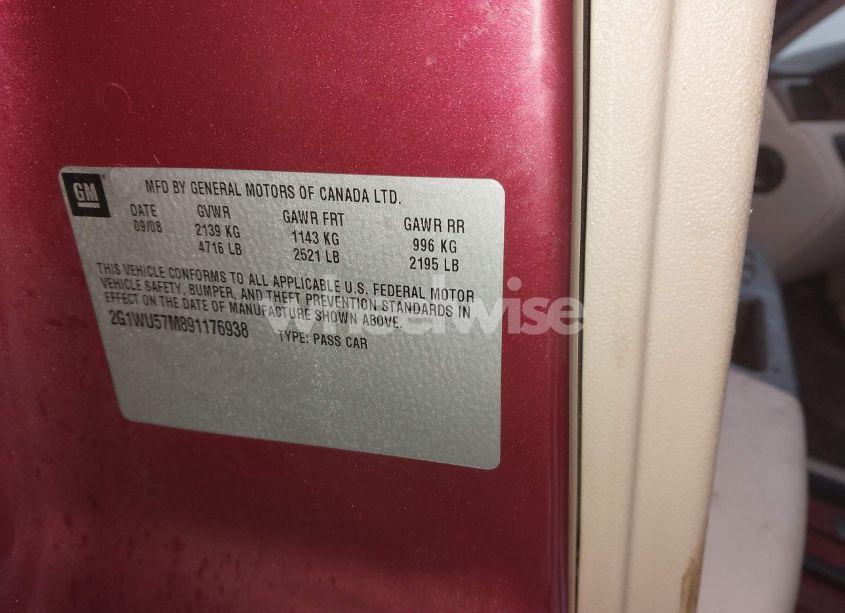 GM
MFD BY GENERAL MOTORS OF CANADA LTD.
DATE GVWR GAWR FRT GAWR RR
09/08 2139 KG 1143 KG 996 KG
4716 LB 2521 LB 2195 LB
THIS VEHICLE CONFORMS TO ALL APPLICABLE U.S. FEDERAL MOTOR
VEHICLE SAFETY, BUMPER, AND THEFT PREVENTION STANDARDS IN
EFFECT ON THE DATE OF MANUFACTURE SHOWN ABOVE.
2G1WU57M891176938 TYPE: PASS CAR
wheelwise